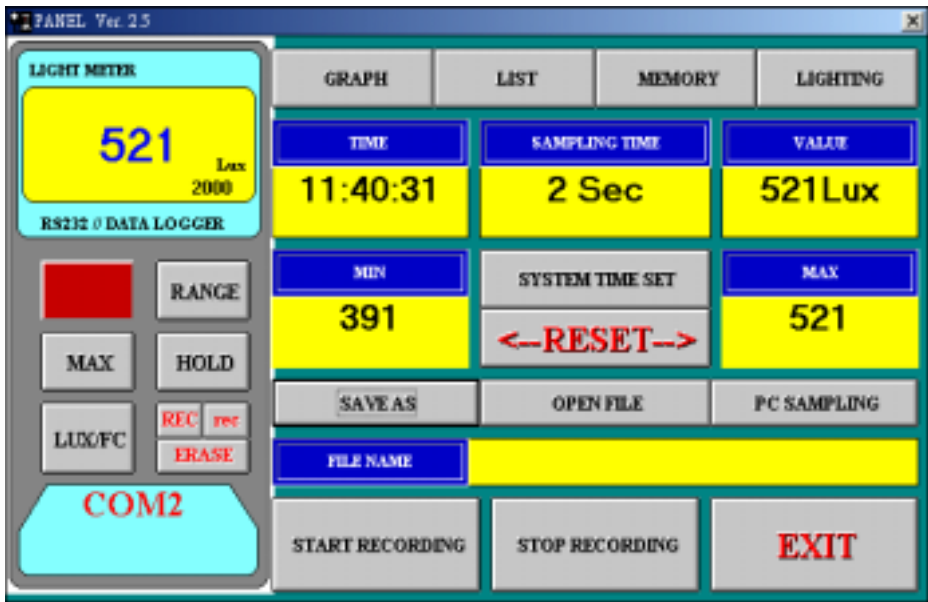 PANEL Ver. 2.5
LIGHT METER
521
Lux
2000
RS232 / DATA LOGGER
RANGE
MAX
HOLD
LUX/FC
REC
rec
ERASE
COM2
GRAPH
LIST
MEMORY
LIGHTING
TIME
SAMPLING TIME
VALUE
11:40:31
2 Sec
521Lux
MIN
SYSTEM TIME SET
MAX
391
<--RESET-->
521
SAVE AS
OPEN FILE
PC SAMPLING
FILE NAME
START RECORDING
STOP RECORDING
EXIT